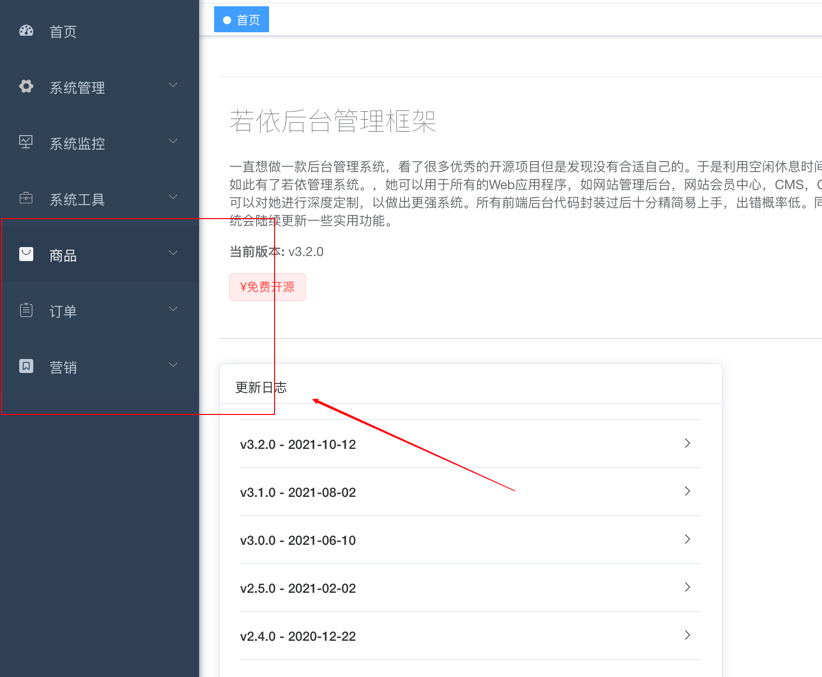 首页
系统管理
系统监控
系统工具
商品
订单
营销
首页
若依后台管理框架
一直想做一款后台管理系统，看了很多优秀的开源项目但是发现没有合适自己的。于是利用空闲休息时间
如此有了若依管理系统。，她可以用于所有的Web应用程序，如网站管理后台，网站会员中心，CMS，C
可以对她进行深度定制，以做出更强系统。所有前端后台代码封装过后十分精简易上手，出错概率低。同
统会陆续更新一些实用功能。
当前版本: v3.2.0
¥免费开源
更新日志
v3.2.0 - 2021-10-12
v3.1.0 - 2021-08-02
v3.0.0 - 2021-06-10
v2.5.0 - 2021-02-02
v2.4.0 - 2020-12-22